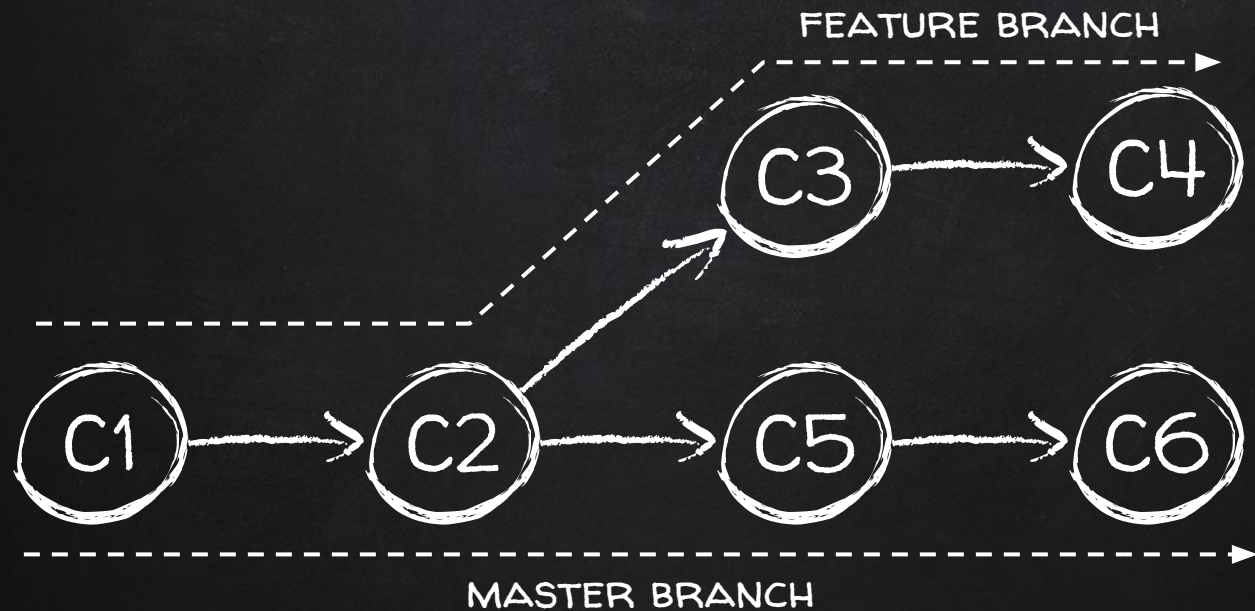 FEATURE BRANCH
C3
C4
C1
C2
C5
C6
MASTER BRANCH